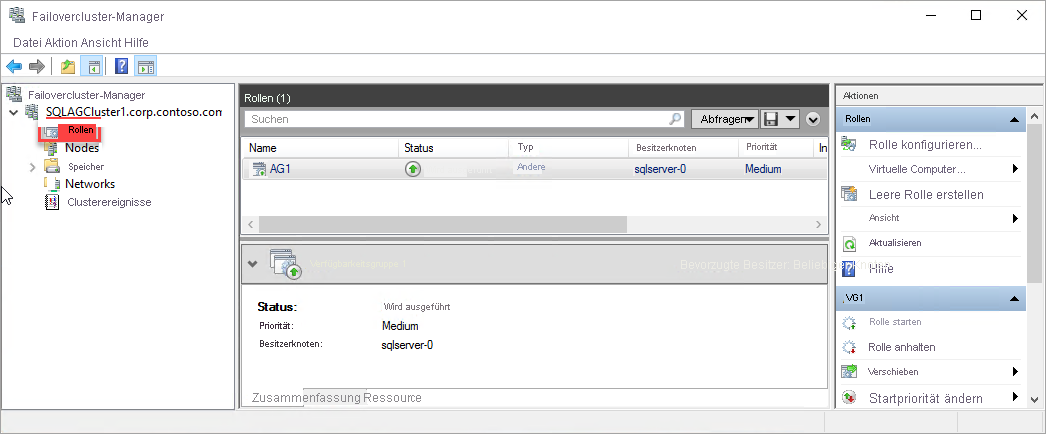 Failovercluster-Manager
Datei Aktion Ansicht Hilfe
Failovercluster-Manager
SQLAGCluster1.corp.contoso.com
Rollen
Nodes
Speicher
Networks
Clusterereignisse
Rollen (1)
Suchen
Abfragen
Name Status Typ Besitzerknoten Priorität In
AG1 Andere sqlserver-0 Medium
Bevorzugte Besitzer: Beliebiger Knoten
Status: Wird ausgeführt
Priorität: Medium
Besitzerknoten: sqlserver-0
Zusammenfassung Ressource
Aktionen
Rollen
Rolle konfigurieren...
Virtuelle Computer...
Leere Rolle erstellen
Ansicht
Aktualisieren
Hilfe
VG1
Rolle starten
Rolle anhalten
Verschieben
Startpriorität ändern